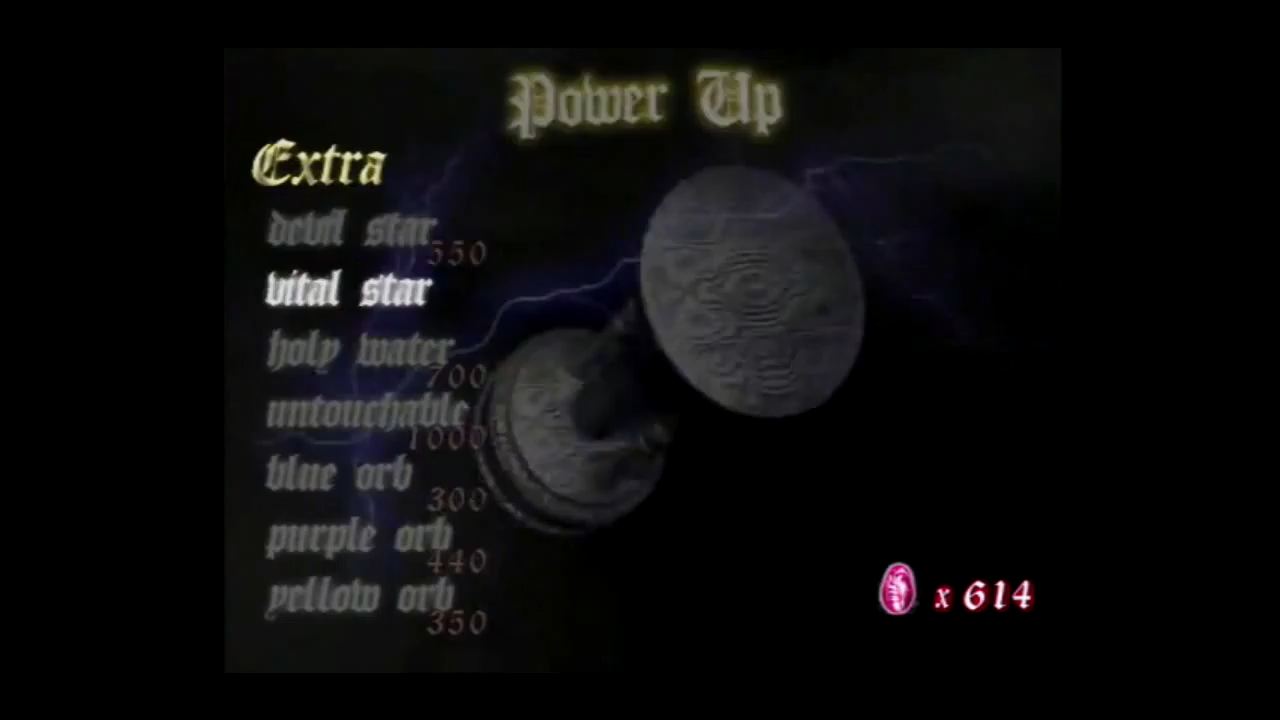 Power Up
Extra
devil star
550
vital star
holy water
700
untouchable
1000
blue orb
300
purple orb
440
yellow orb
350
x 614